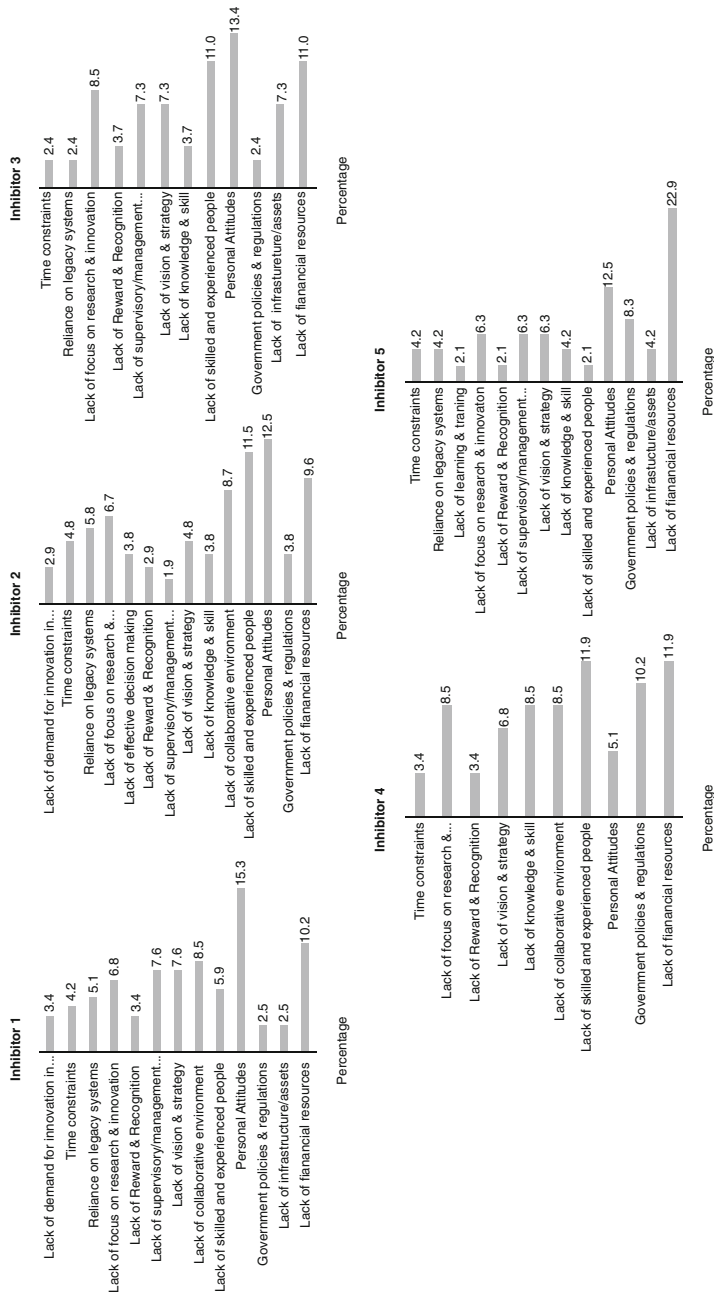 Inhibitor 1
Lack of demand for innovation in... 3.4
Time constraints 4.2
Reliance on legacy systems 5.1
Lack of focus on research & innovation 6.8
Lack of Reward & Recognition 3.4
Lack of supervisory/management... 7.6
Lack of vision & strategy 7.6
Lack of collaborative environment 8.5
Lack of skilled and experienced people 5.9
Personal Attitudes 15.3
Government policies & regulations 2.5
Lack of infrastructure/assets 2.5
Lack of fianancial resources 10.2
Percentage
Inhibitor 2
Lack of demand for innovation in... 2.9
Time constraints 4.8
Reliance on legacy systems 5.8
Lack of focus on research &... 6.7
Lack of effective decision making 3.8
Lack of Reward & Recognition 2.9
Lack of supervisory/management... 1.9
Lack of vision & strategy 4.8
Lack of knowledge & skill 3.8
Lack of collaborative environment 8.7
Lack of skilled and experienced people 11.5
Personal Attitudes 12.5
Government policies & regulations 3.8
Lack of fianancial resources 9.6
Percentage
Inhibitor 3
Time constraints 2.4
Reliance on legacy systems 2.4
Lack of focus on research & innovation 8.5
Lack of Reward & Recognition 3.7
Lack of supervisory/management... 7.3
Lack of vision & strategy 7.3
Lack of knowledge & skill 3.7
Lack of skilled and experienced people 11.0
Personal Attitudes 13.4
Government policies & regulations 2.4
Lack of infrastureture/assets 7.3
Lack of fianancial resources 11.0
Percentage
Inhibitor 4
Time constraints 3.4
Lack of focus on research &... 8.5
Lack of Reward & Recognition 3.4
Lack of vision & strategy 6.8
Lack of knowledge & skill 8.5
Lack of collaborative environment 8.5
Lack of skilled and experienced people 11.9
Personal Attitudes 5.1
Government policies & regulations 10.2
Lack of fianancial resources 11.9
Percentage
Inhibitor 5
Time constraints 4.2
Reliance on legacy systems 4.2
Lack of learning & traning 2.1
Lack of focus on research & innovaton 6.3
Lack of Reward & Recognition 2.1
Lack of supervisory/management... 6.3
Lack of vision & strategy 6.3
Lack of knowledge & skill 4.2
Lack of skilled and experienced people 2.1
Personal Attitudes 12.5
Government policies & regulations 8.3
Lack of infrastucture/assets 4.2
Lack of fianancial resources 22.9
Percentage